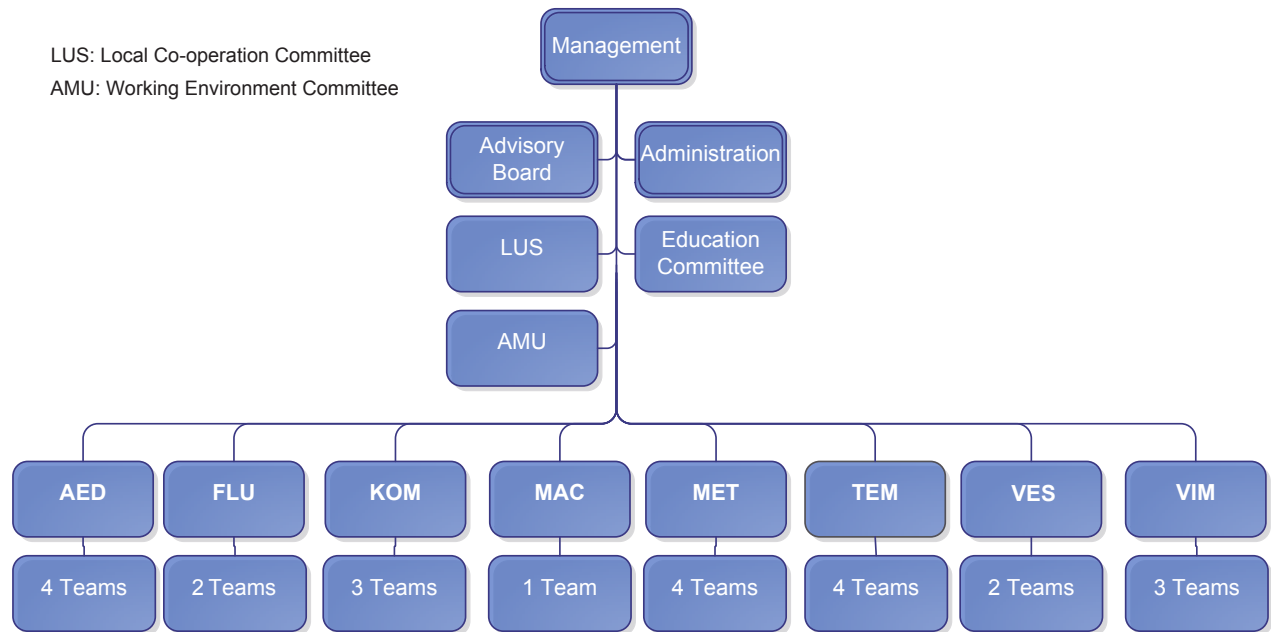 Management
LUS: Local Co-operation Committee
AMU: Working Environment Committee
Advisory
Board
Administration
LUS
Education
Committee
AMU
AED
FLU
KOM
MAC
MET
TEM
VES
VIM
4 Teams
2 Teams
3 Teams
1 Team
4 Teams
4 Teams
2 Teams
3 Teams